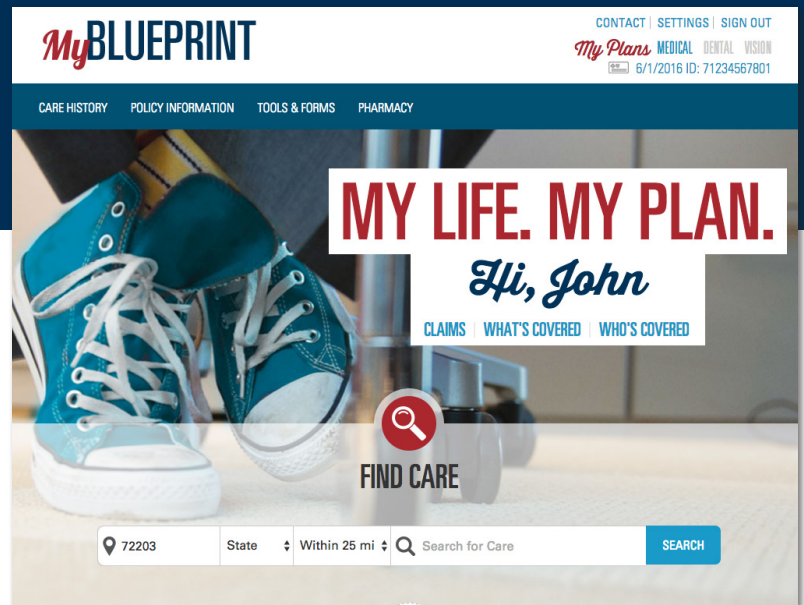 MyBLUEPRINT
CONTACT | SETTINGS | SIGN OUT
My Plans MEDICAL DENTAL VISION
6/1/2016 ID: 71234567801
CARE HISTORY POLICY INFORMATION TOOLS & FORMS PHARMACY
MY LIFE. MY PLAN.
Hi, John
CLAIMS | WHAT'S COVERED | WHO'S COVERED
FIND CARE
72203 State Within 25 mi Search for Care SEARCH